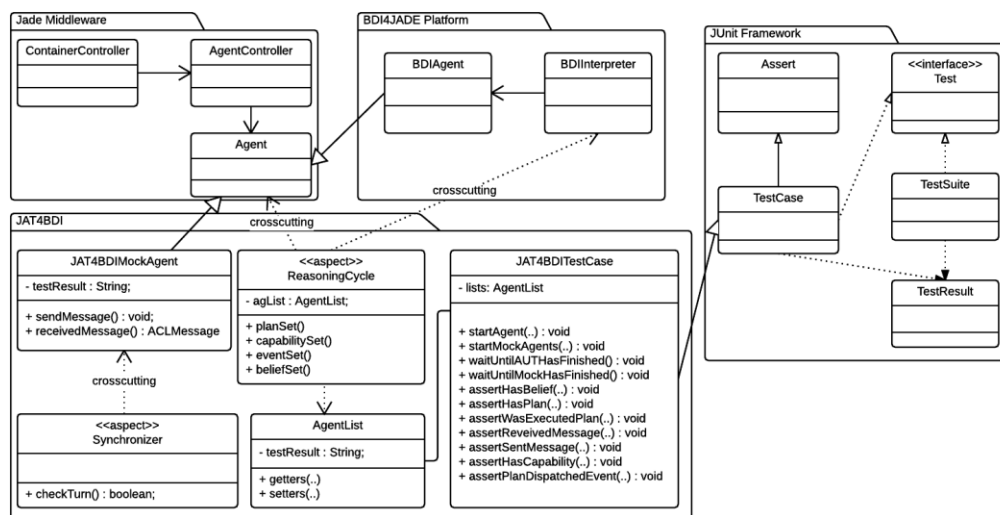 Jade Middleware
ContainerController
AgentController
Agent
BDI4JADE Platform
BDIAgent
BDIInterpreter
crosscutting
crosscutting
JUnit Framework
Assert
<<interface>>
Test
TestCase
TestSuite
TestResult
JAT4BDI
JAT4BDIMockAgent
- testResult : String;
+ sendMessage() : void;
+ receivedMessage() : ACLMessage
crosscutting
<<aspect>>
Synchronizer
+ checkTurn() : boolean;
<<aspect>>
ReasoningCycle
- agList : AgentList;
+ planSet()
+ capabilitySet()
+ eventSet()
+ beliefSet()
AgentList
- testResult : String;
+ getters(..)
+ setters(..)
JAT4BDITestCase
- lists: AgentList
+ startAgent(..) : void
+ startMockAgents(..) : void
+ waitUntilAUTHasFinished() : void
+ waitUntilMockHasFinished() : void
+ assertHasBelief(..) : void
+ assertHasPlan(..) : void
+ assertWasExecutedPlan(..) : void
+ assertReveivedMessage(..) : void
+ assertSentMessage(..) : void
+ assertHasCapability(..) : void
+ assertPlanDispatchedEvent(..) : void